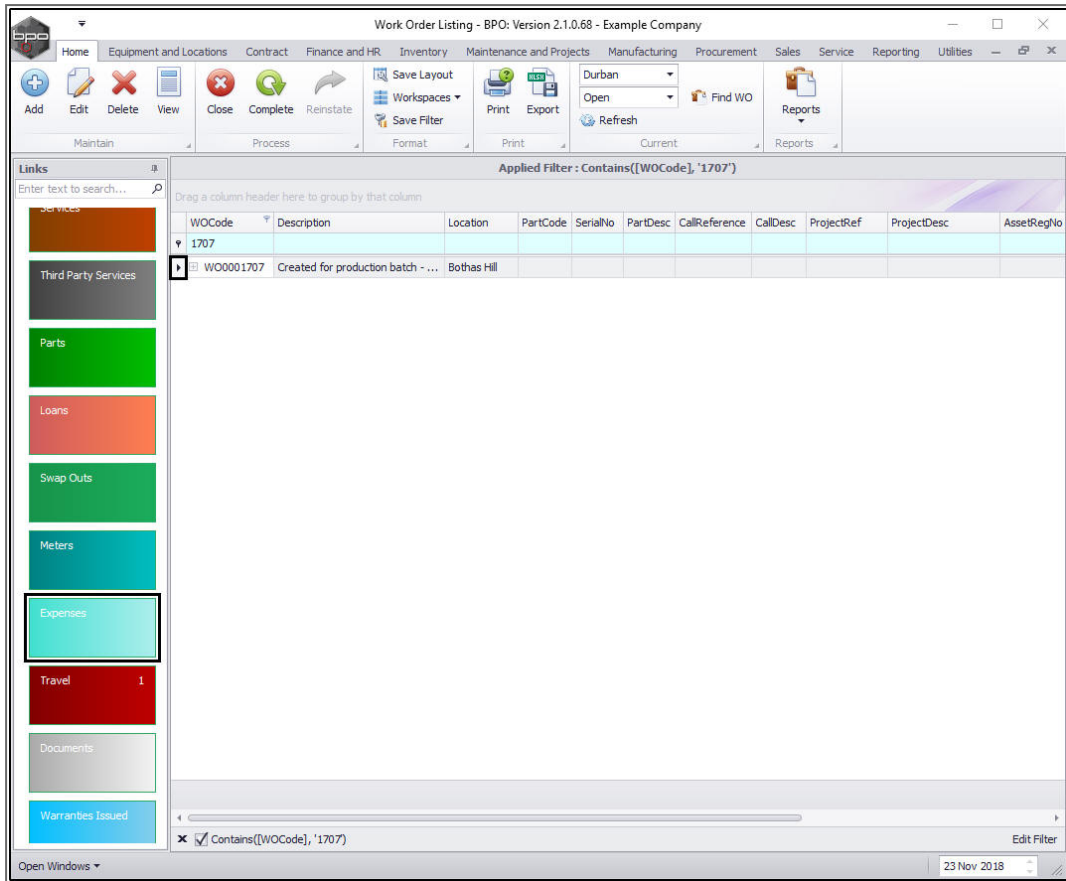 Work Order Listing - BPO: Version 2.1.0.68 - Example Company
bpo
Home Equipment and Locations Contract Finance and HR Inventory Maintenance and Projects Manufacturing Procurement Sales Service Reporting Utilities
Add Edit Delete View Close Complete Reinstate
Save Layout
Workspaces
Save Filter
Print Export
Durban
Open
Refresh
Find WO
Reports
Maintain Process Format Print Current Reports
Links
Enter text to search...
Services
Third Party Services
Parts
Loans
Swap Outs
Meters
Expenses
Travel 1
Documents
Warranties Issued
Applied Filter : Contains([WOCode], '1707')
Drag a column header here to group by that column
WOCode Description Location PartCode SerialNo PartDesc CallReference CallDesc ProjectRef ProjectDesc AssetRegNo
1707
WO0001707 Created for production batch - ... Bothas Hill
Contains([WOCode], '1707') Edit Filter
Open Windows 23 Nov 2018